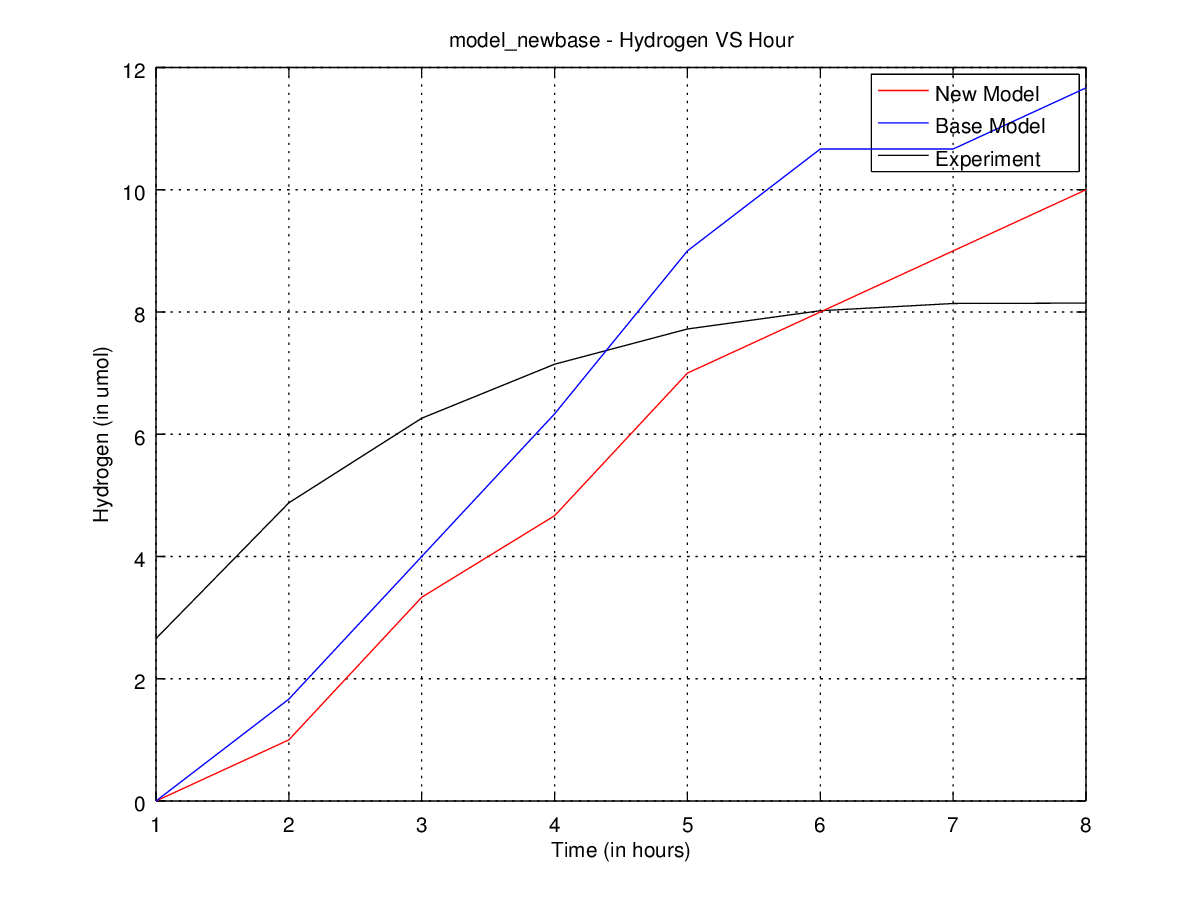 model_newbase - Hydrogen VS Hour
12
10
8
6
4
2
0
Hydrogen (in umol)
New Model
Base Model
Experiment
1 2 3 4 5 6 7 8
Time (in hours)